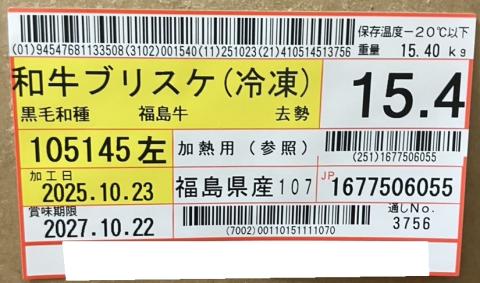 保存温度－20℃以下
(01)94547681133508(3102)001540(11)251023(21)410514513756
重量 15.40 kg
和牛ブリスケ(冷凍)
黒毛和種 福島牛 去勢
15.4
105145左
加熱用(参照)
(251)1677506055
加工日
2025.10.23
福島県産107
JP
1677506055
賞味期限
2027.10.22
(7002)00110151111070
通しNo.
3756